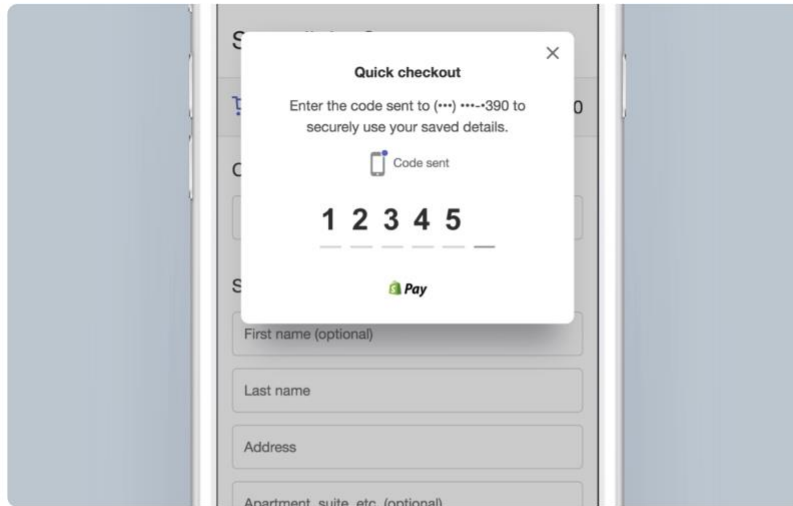 Quick checkout
Enter the code sent to (•••) •••-•390 to
securely use your saved details.
Code sent
1 2 3 4 5
Pay
First name (optional)
Last name
Address
Apartment, suite, etc. (optional)